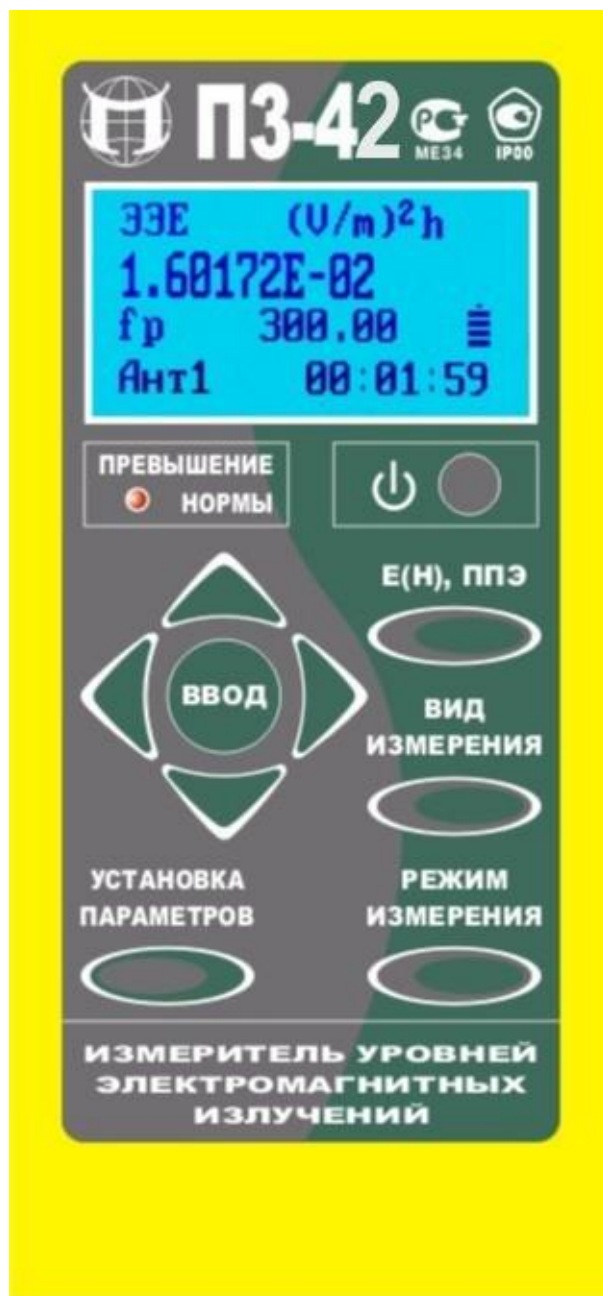 П3-42
РСТ
МЕ34
IP00
ЭЭЕ (V/m)²h
1.60172E-02
fp 300.00
Ант1 00:01:59
ПРЕВЫШЕНИЕ
НОРМЫ
Е(Н), ППЭ
ВВОД
ВИД
ИЗМЕРЕНИЯ
УСТАНОВКА
ПАРАМЕТРОВ
РЕЖИМ
ИЗМЕРЕНИЯ
ИЗМЕРИТЕЛЬ УРОВНЕЙ
ЭЛЕКТРОМАГНИТНЫХ
ИЗЛУЧЕНИЙ